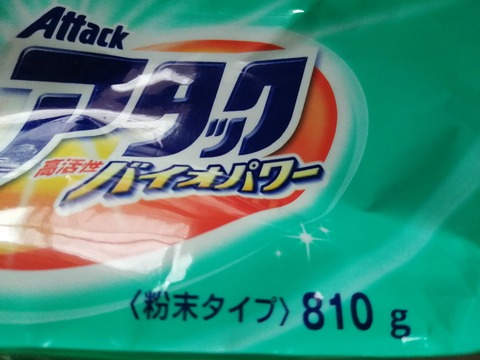 Attack
アタック
高活性
バイオパワー
〈粉末タイプ〉 810 g